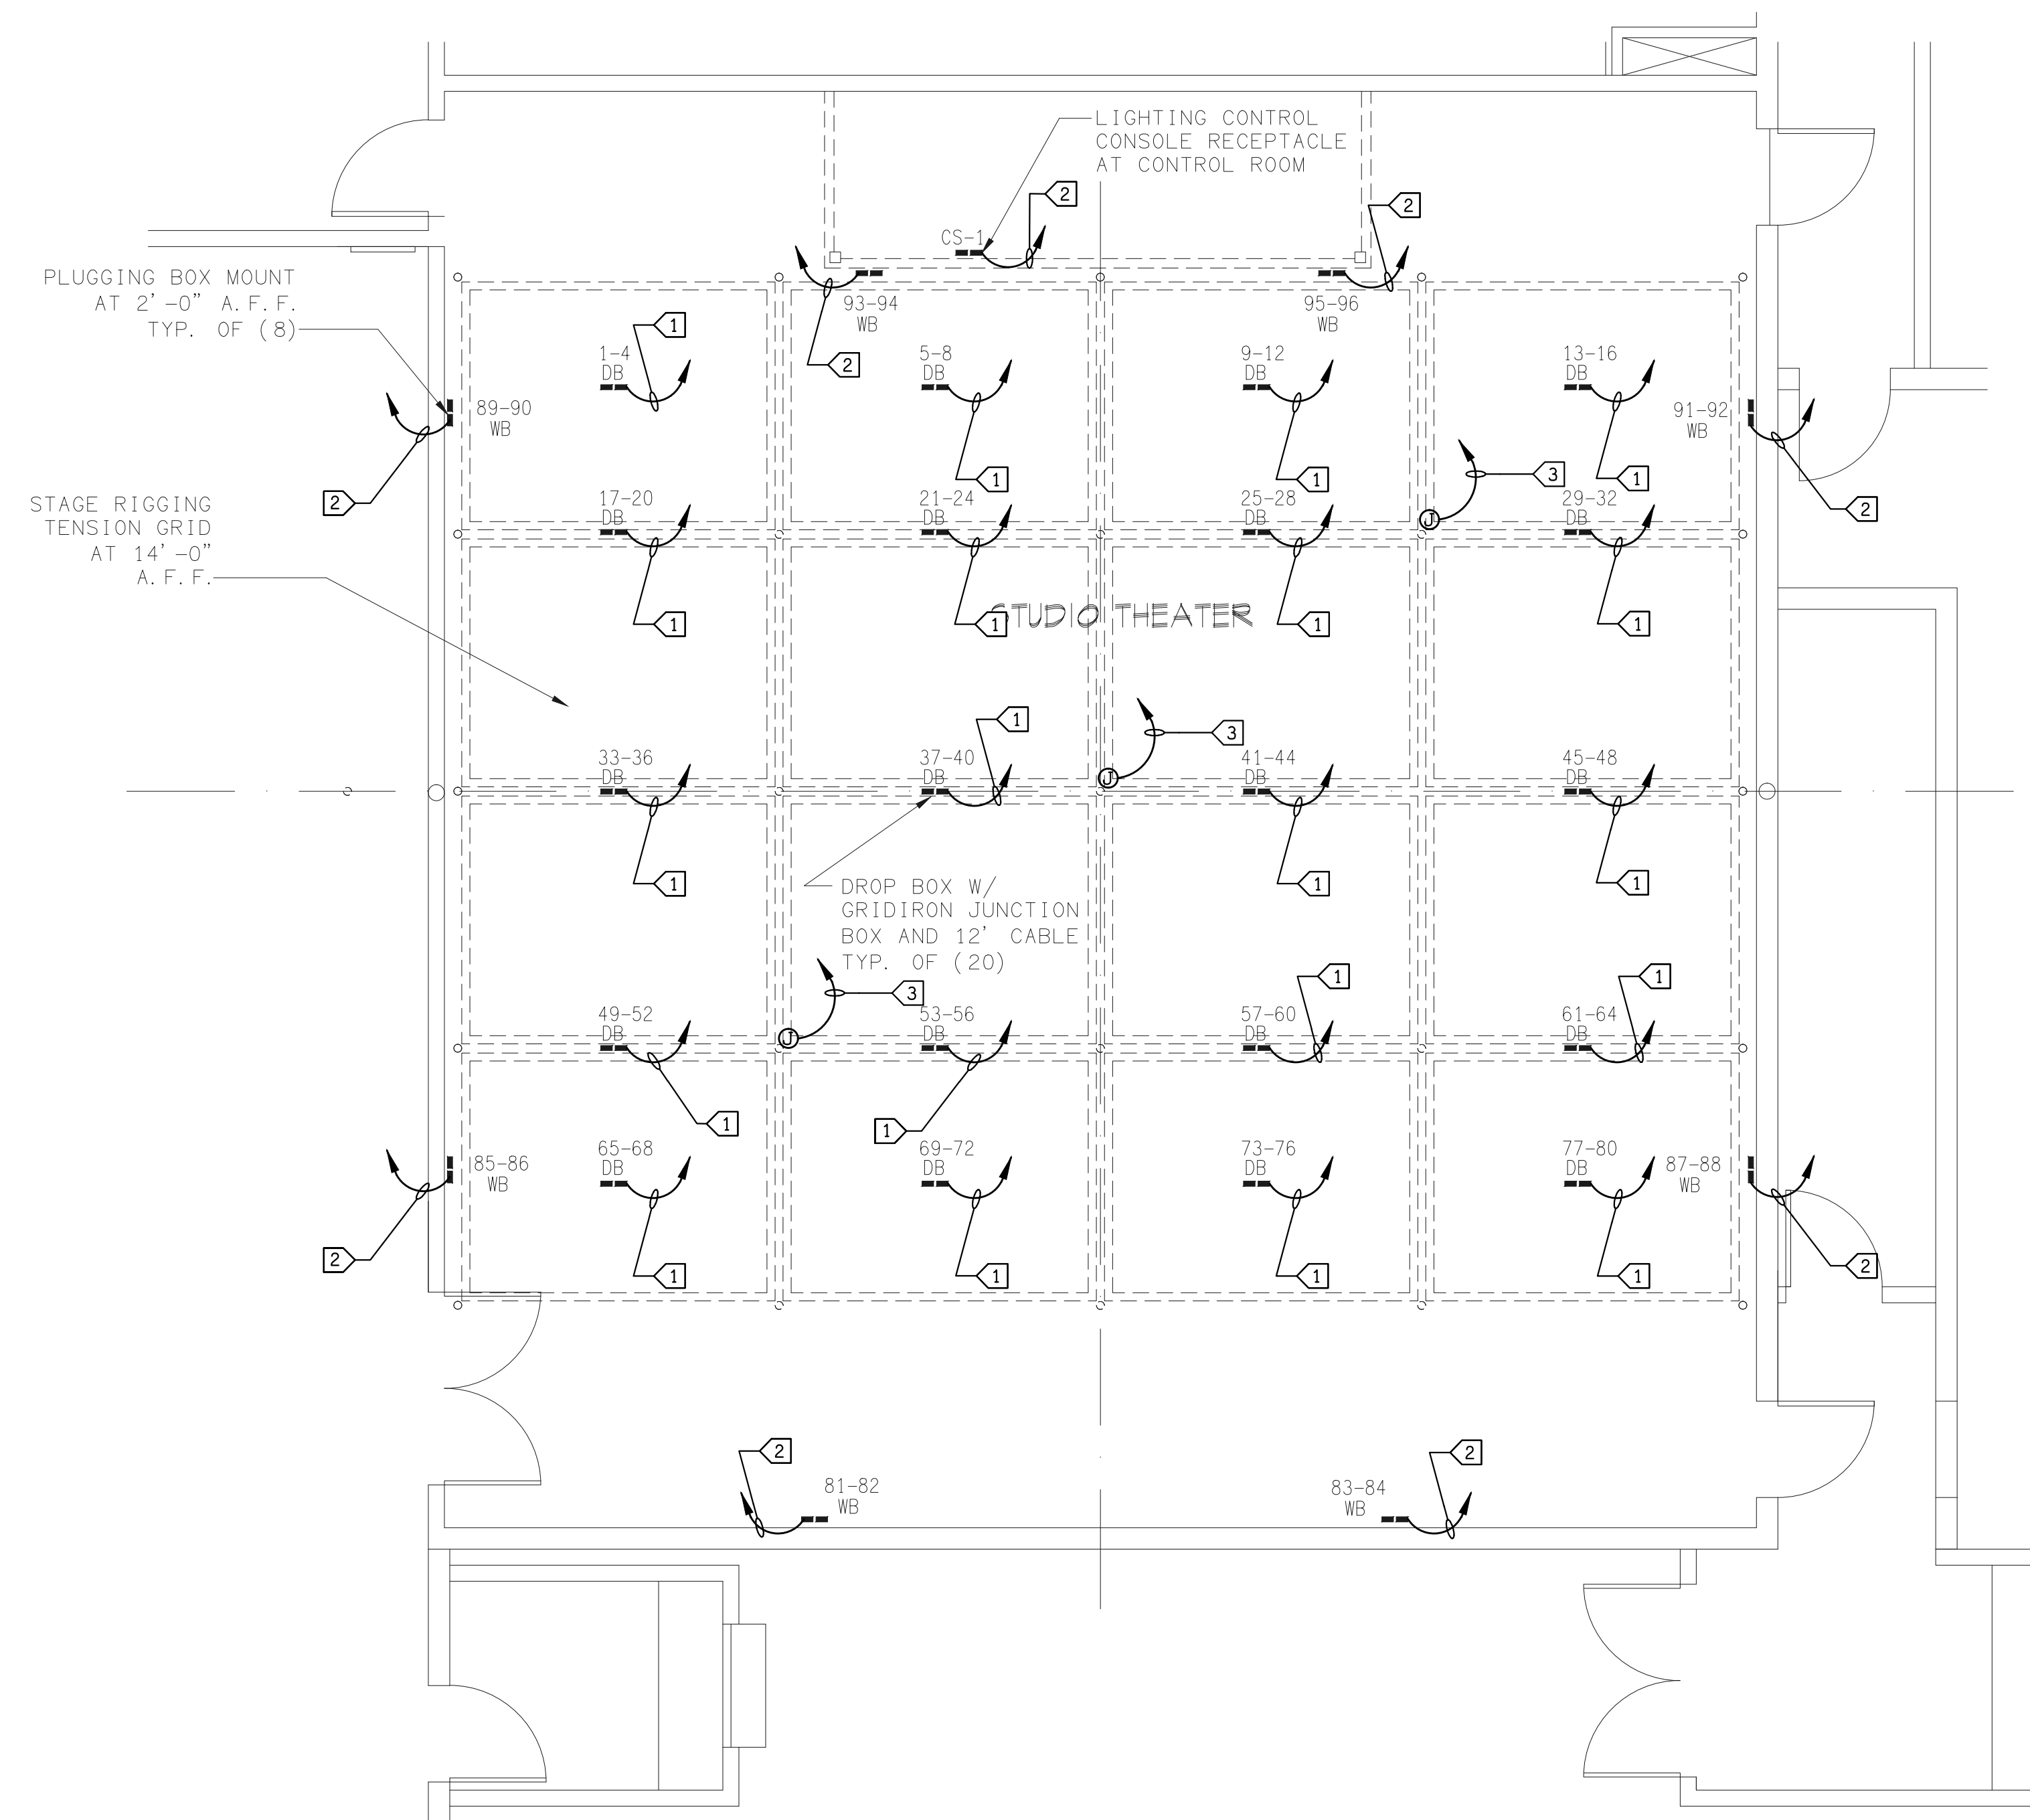 LIGHTING CONTROL
CONSOLE RECEPTACLE
AT CONTROL ROOM
2
2
CS-1
PLUGGING BOX MOUNT
AT 2'-0" A.F.F.
TYP. OF (8)
93-94
WB
95-96
WB
1
2
1-4
DB
5-8
DB
9-12
DB
13-16
DB
89-90
WB
91-92
WB
1
1
1
3
2
2
STAGE RIGGING
TENSION GRID
AT 14'-0"
A.F.F.
17-20
DB
21-24
DB
25-28
DB
29-32
DB
J
1
1
1
1
STUDIO THEATER
1
3
33-36
DB
37-40
DB
41-44
DB
45-48
DB
J
1
1
1
DROP BOX W/
GRIDIRON JUNCTION
BOX AND 12' CABLE
TYP. OF (20)
3
1
1
49-52
DB
53-56
DB
57-60
DB
61-64
DB
J
1
1
65-68
DB
69-72
DB
73-76
DB
77-80
DB
85-86
WB
87-88
WB
2
1
1
1
1
2
2
2
81-82
WB
83-84
WB